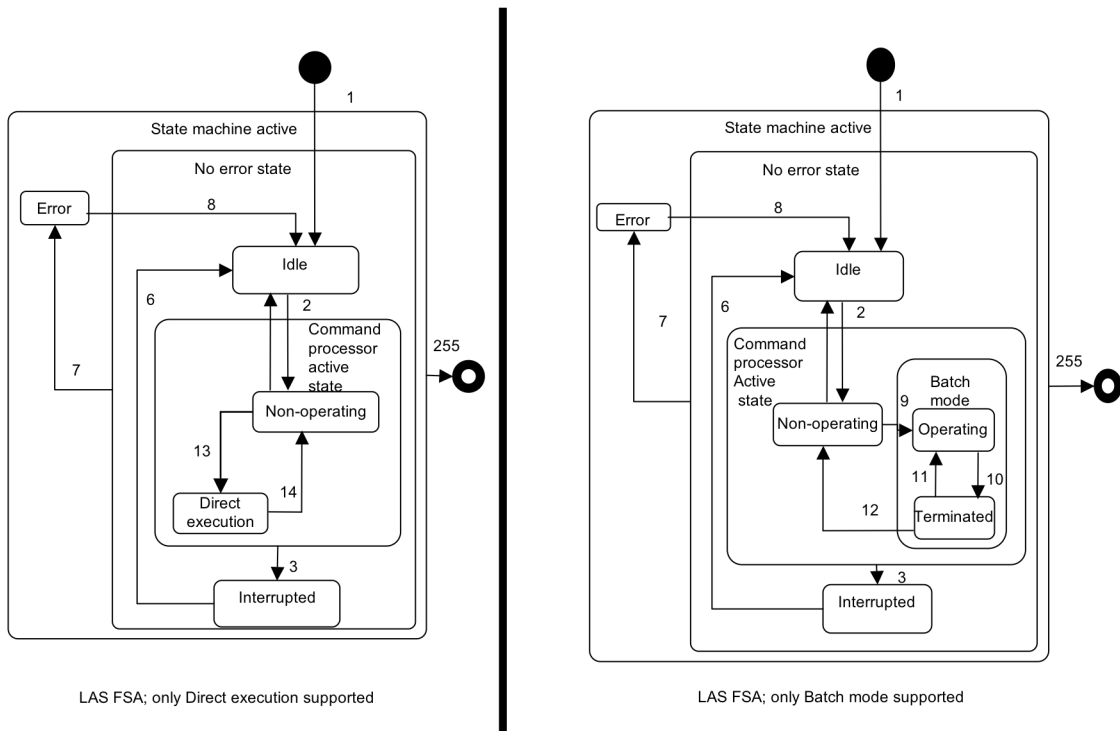 1
State machine active
No error state
Error
8
Idle
6
2
Command
processor
active
state
255
7
Non-operating
13
14
Direct
execution
3
Interrupted
LAS FSA; only Direct execution supported
1
State machine active
No error state
Error
8
Idle
6
2
7
Command
processor
Active
state
255
Batch
mode
9
Non-operating
Operating
11
10
12
Terminated
3
Interrupted
LAS FSA; only Batch mode supported